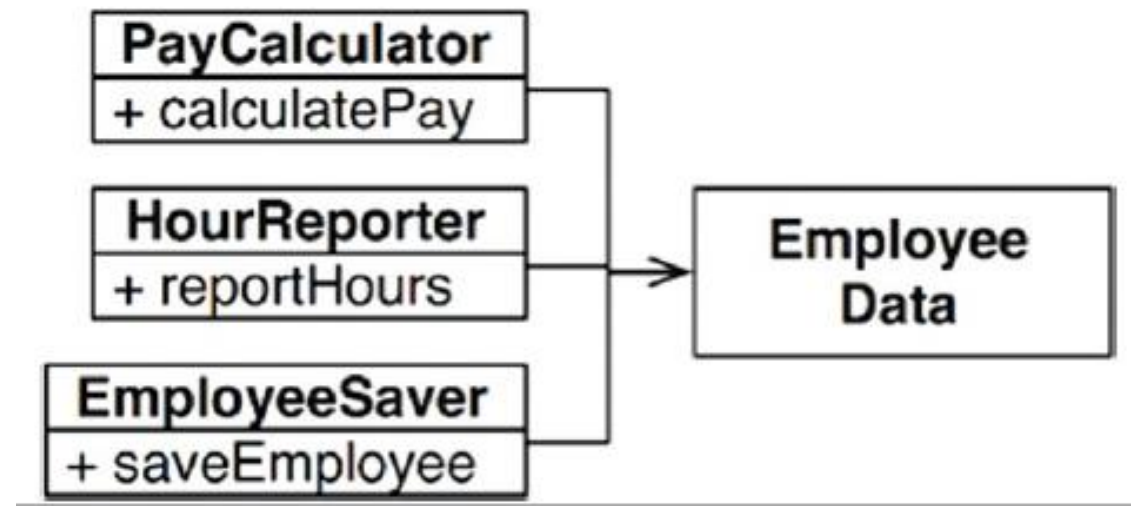 PayCalculator
+ calculatePay
HourReporter
+ reportHours
EmployeeSaver
+ saveEmployee
Employee
Data